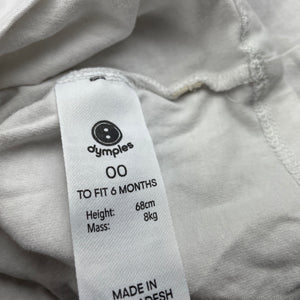 dymples
00
TO FIT 6 MONTHS
Height: 68cm
Mass: 8kg
MADE IN